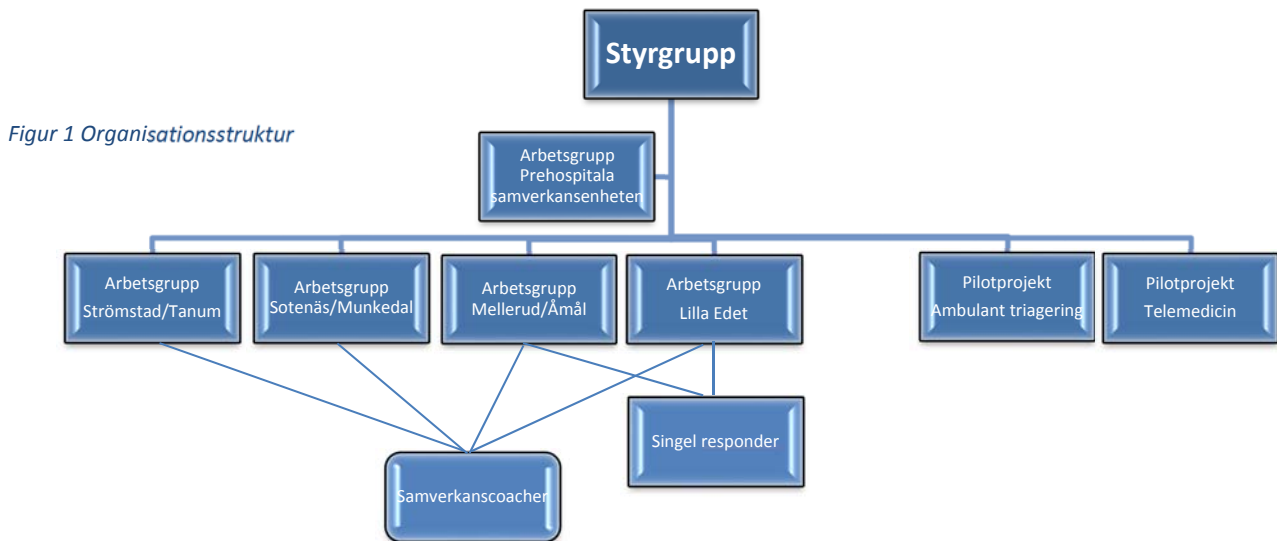 Styrgrupp
Figur 1 Organisationsstruktur
Arbetsgrupp
Prehospitala
samverkansenheten
Arbetsgrupp
Strömstad/Tanum
Arbetsgrupp
Sotenäs/Munkedal
Arbetsgrupp
Mellerud/Åmål
Arbetsgrupp
Lilla Edet
Pilotprojekt
Ambulant triagering
Pilotprojekt
Telemedicin
Singel responder
Samverkanscoacher